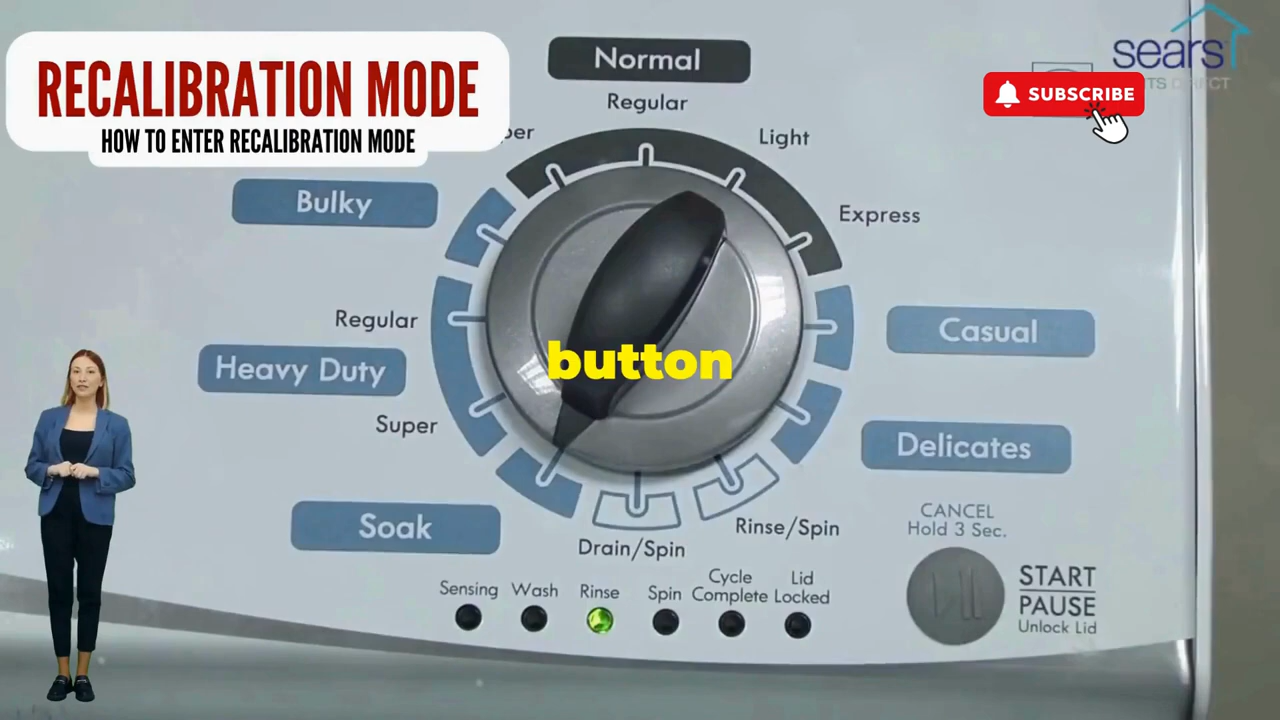 sears
RECALIBRATION MODE
HOW TO ENTER RECALIBRATION MODE
SUBSCRIBE
DIRECT
Normal
Regular
Light
Express
Bulky
Regular
Heavy Duty
Super
Casual
button
Delicates
Soak
Drain/Spin
Rinse/Spin
CANCEL
Hold 3 Sec.
START
PAUSE
Unlock Lid
Sensing
Wash
Rinse
Spin
Cycle
Complete
Lid
Locked